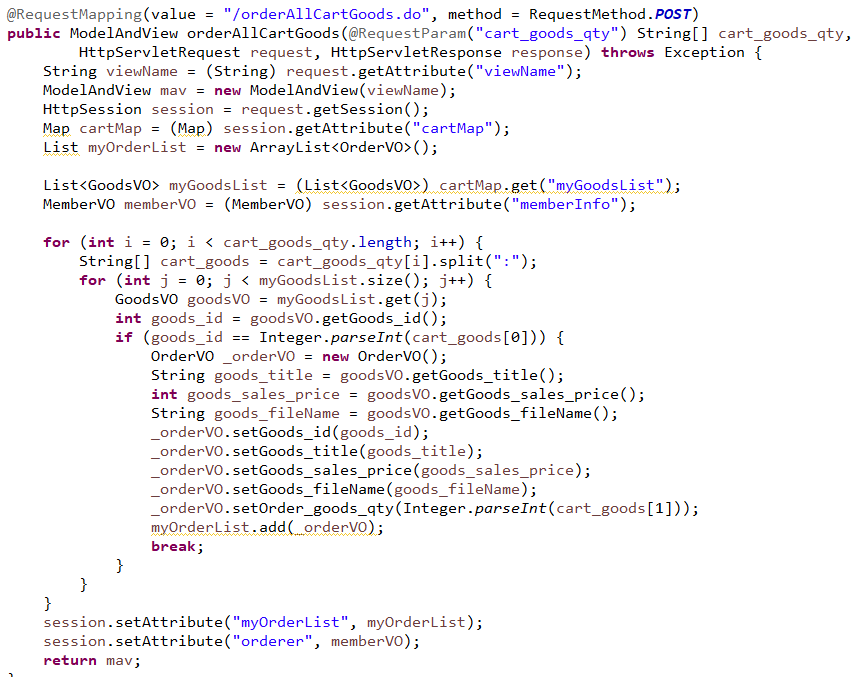 @RequestMapping(value = "/orderAllCartGoods.do", method = RequestMethod.POST)
public ModelAndView orderAllCartGoods(@RequestParam("cart_goods_qty") String[] cart_goods_qty,
        HttpServletRequest request, HttpServletResponse response) throws Exception {
    String viewName = (String) request.getAttribute("viewName");
    ModelAndView mav = new ModelAndView(viewName);
    HttpSession session = request.getSession();
    Map cartMap = (Map) session.getAttribute("cartMap");
    List myOrderList = new ArrayList<OrderVO>();

    List<GoodsVO> myGoodsList = (List<GoodsVO>) cartMap.get("myGoodsList");
    MemberVO memberVO = (MemberVO) session.getAttribute("memberInfo");

    for (int i = 0; i < cart_goods_qty.length; i++) {
        String[] cart_goods = cart_goods_qty[i].split(":");
        for (int j = 0; j < myGoodsList.size(); j++) {
            GoodsVO goodsVO = myGoodsList.get(j);
            int goods_id = goodsVO.getGoods_id();
            if (goods_id == Integer.parseInt(cart_goods[0])) {
                OrderVO _orderVO = new OrderVO();
                String goods_title = goodsVO.getGoods_title();
                int goods_sales_price = goodsVO.getGoods_sales_price();
                String goods_fileName = goodsVO.getGoods_fileName();
                _orderVO.setGoods_id(goods_id);
                _orderVO.setGoods_title(goods_title);
                _orderVO.setGoods_sales_price(goods_sales_price);
                _orderVO.setGoods_fileName(goods_fileName);
                _orderVO.setOrder_goods_qty(Integer.parseInt(cart_goods[1]));
                myOrderList.add(_orderVO);
                break;
            }
        }
    }
    session.setAttribute("myOrderList", myOrderList);
    session.setAttribute("orderer", memberVO);
    return mav;